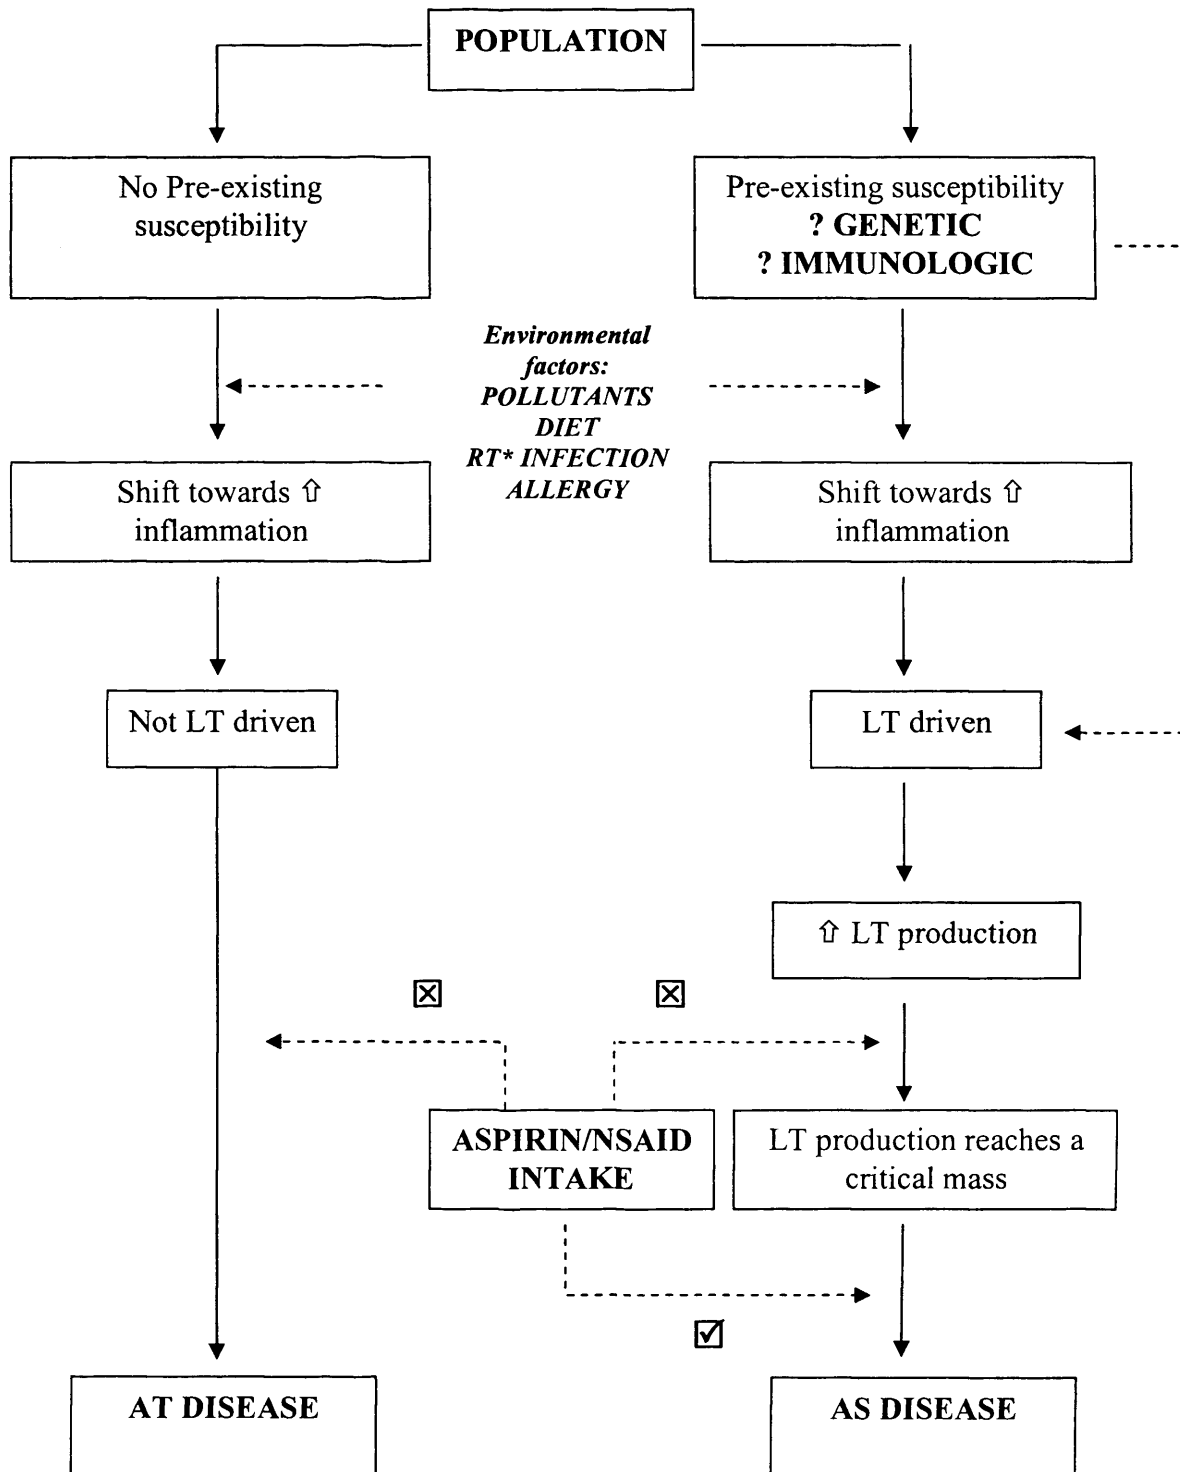 POPULATION
No Pre-existing
susceptibility
Pre-existing susceptibility
? GENETIC
? IMMUNOLOGIC
Environmental
factors:
POLLUTANTS
DIET
RT* INFECTION
ALLERGY
Shift towards ⇧
inflammation
Shift towards ⇧
inflammation
Not LT driven
LT driven
⇧ LT production
ASPIRIN/NSAID
INTAKE
LT production reaches a
critical mass
AT DISEASE
AS DISEASE